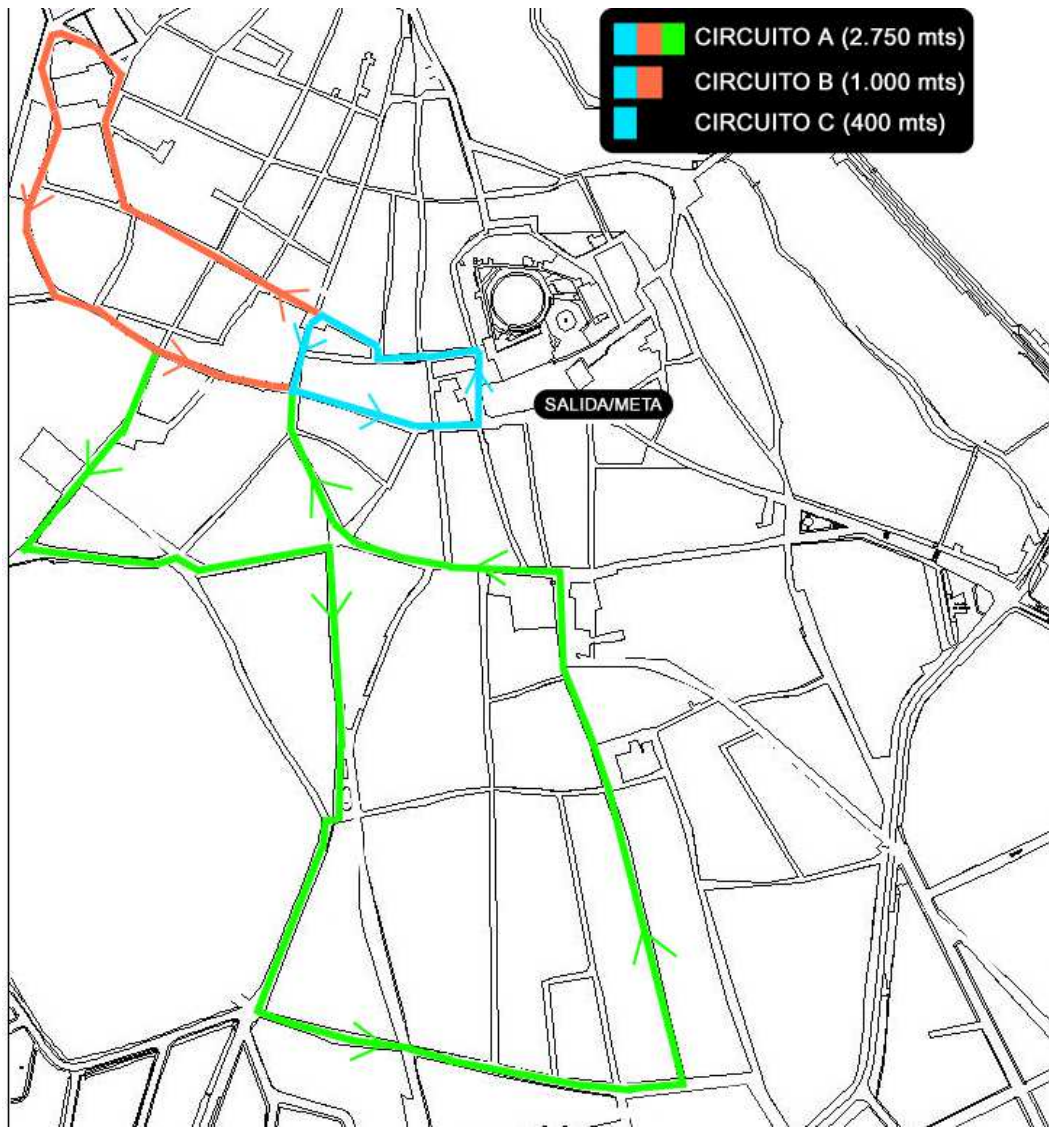 CIRCUITO A (2.750 mts)
CIRCUITO B (1.000 mts)
CIRCUITO C (400 mts)
SALIDA/META